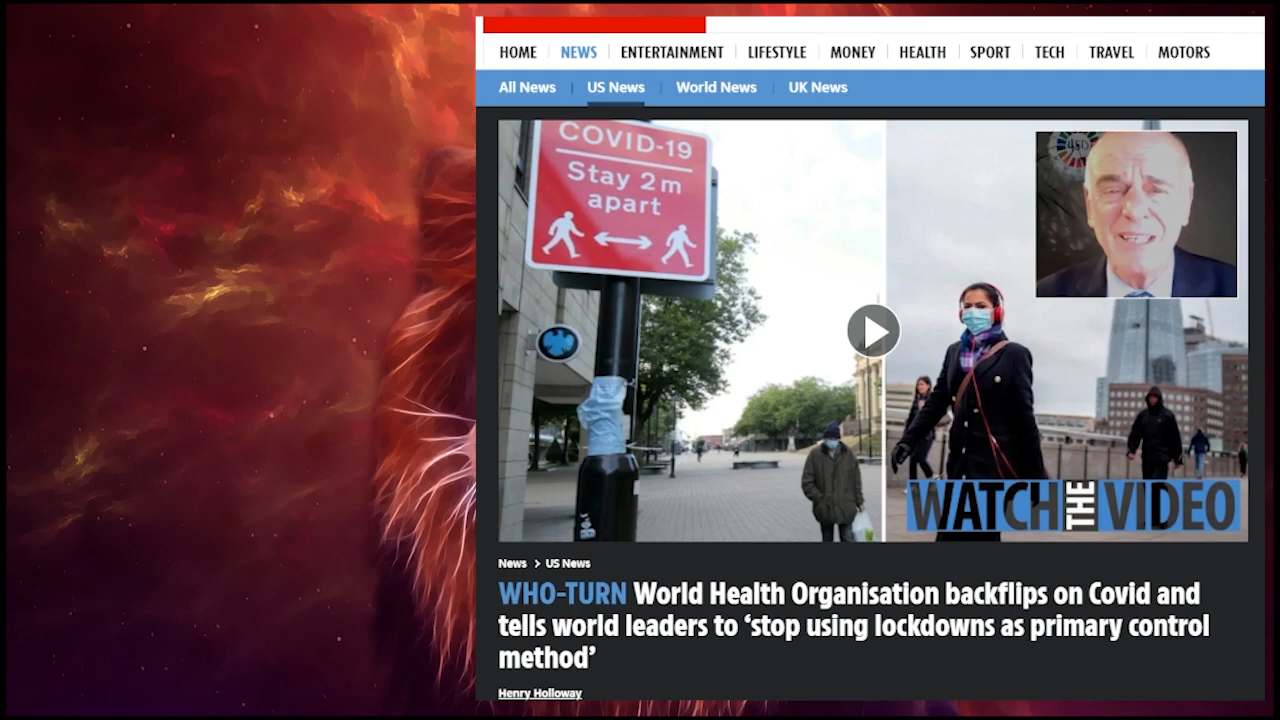 HOME NEWS ENTERTAINMENT LIFESTYLE MONEY HEALTH SPORT TECH TRAVEL MOTORS
All News US News World News UK News
COVID-19
Stay 2m
apart
WATCH THE VIDEO
News > US News
WHO-TURN World Health Organisation backflips on Covid and
tells world leaders to ‘stop using lockdowns as primary control
method’
Henry Holloway